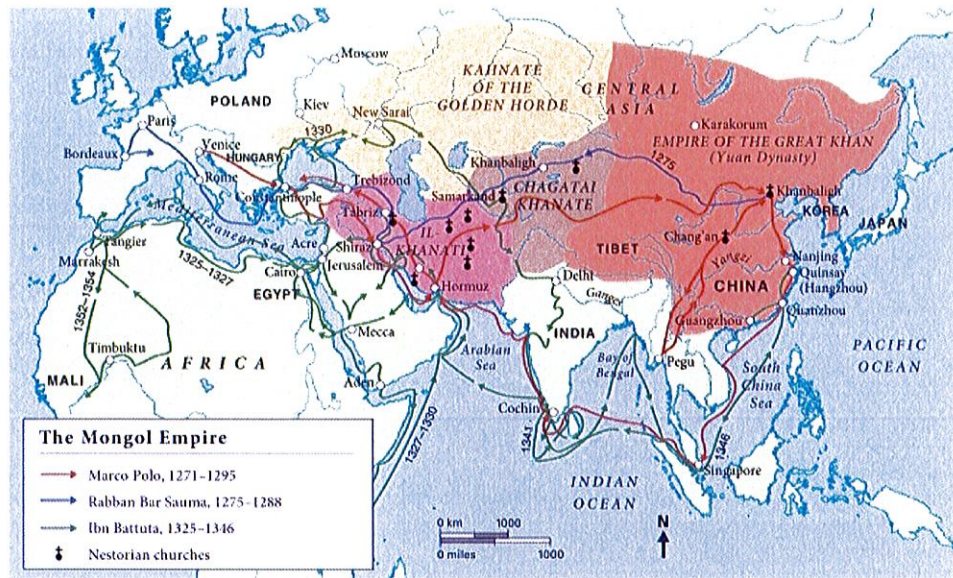 Moscow
KAHNATE
OF THE
GOLDEN HORDE
CENTRAL
ASIA
POLAND
Kiev
New Sarai
Paris
1330
Karakorum
EMPIRE OF THE GREAT KHAN
(Yuan Dynasty)
Venice
HUNGARY
Bordeaux
Khanbaligh
1275
Rome
Trebizond
Constantinople
Samarkand
CHAGATAI
KHANATE
Khanbaligh
KOREA
JAPAN
Tabriz
Mediterranean Sea
IL
KHANATI
TIBET
Chang'an
Tangier
Acre
Shiraz
Nanjing
Marrakesh
1325–1327
Jerusalem
Yangzi
Quinsay
(Hangzhou)
Cairo
Delhi
CHINA
EGYPT
Hormuz
Ganges
Quanzhou
1352–1354
Guangzhou
Mecca
INDIA
PACIFIC
OCEAN
Timbuktu
AFRICA
Arabian
Sea
Bay of
Bengal
Pegu
South
China
Sea
MALI
Aden
1327–1330
Cochin
1341
1346
Singapore
INDIAN
OCEAN
The Mongol Empire
Marco Polo, 1271–1295
Rabban Bar Sauma, 1275-1288
Ibn Battuta, 1325–1346
Nestorian churches
0 km 1000
0 miles 1000
N